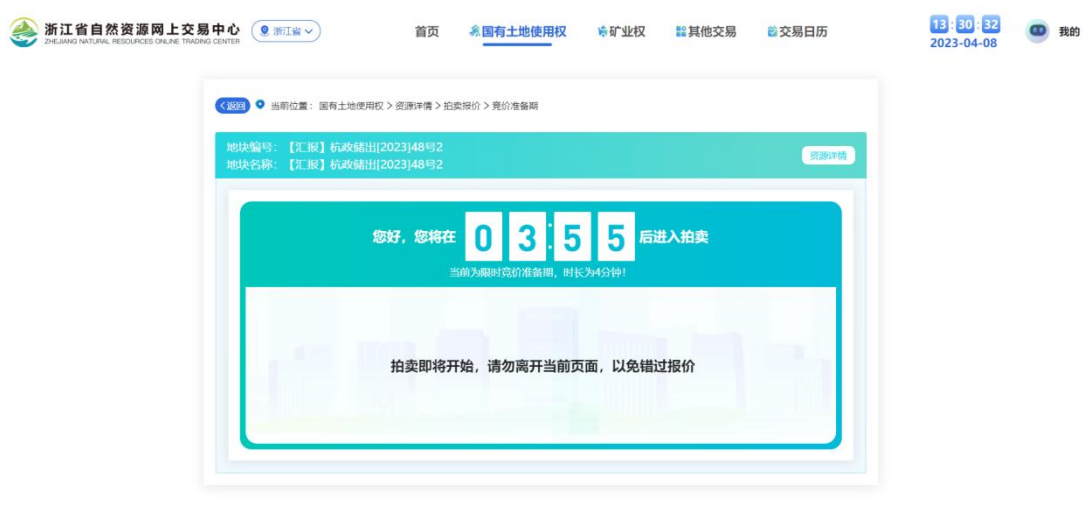 浙江省自然资源网上交易中心
ZHEJIANG NATURAL RESOURCES ONLINE TRADING CENTER
浙江省
首页
国有土地使用权
矿业权
其他交易
交易日历
13:30:32
2023-04-08
我的
返回
当前位置：国有土地使用权 > 资源详情 > 拍卖报价 > 竞价准备期
地块编号：【汇报】杭政储出[2023]48号2
地块名称：【汇报】杭政储出[2023]48号2
资源详情
您好，您将在 03:55 后进入拍卖
当前为限时竞价准备期，时长为4分钟！
拍卖即将开始，请勿离开当前页面，以免错过报价